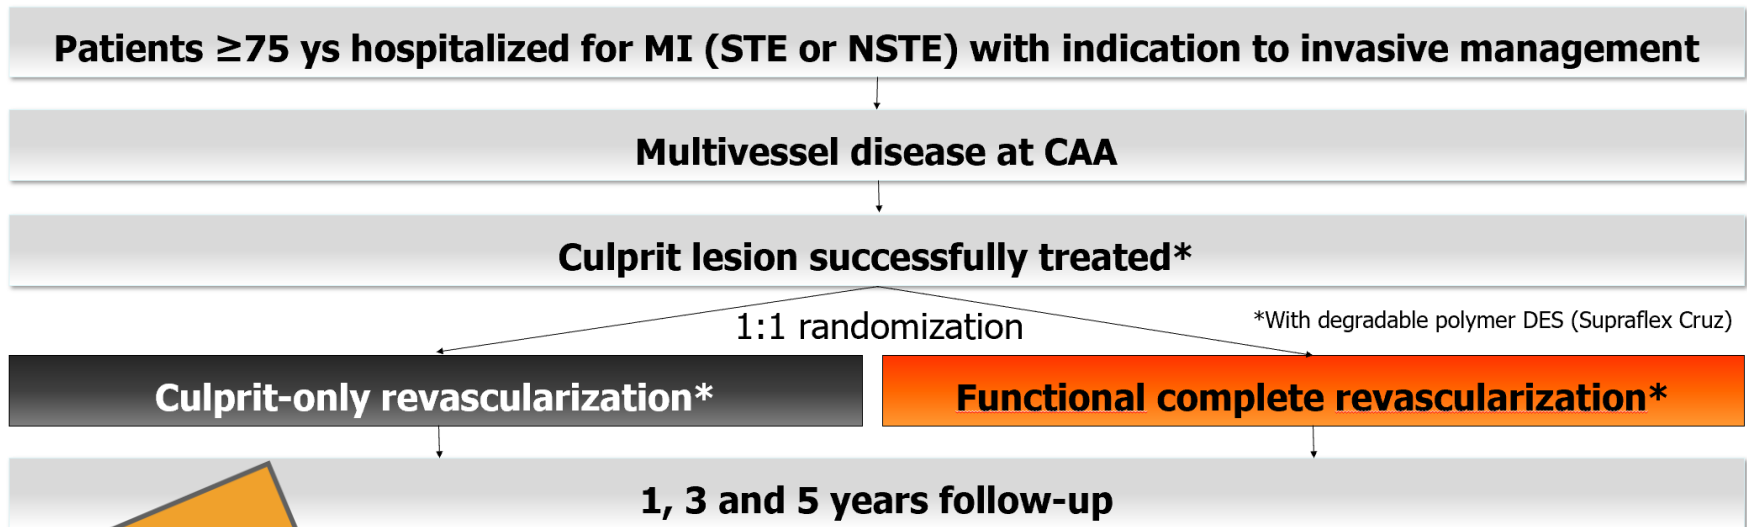 Patients ≥75 ys hospitalized for MI (STE or NSTE) with indication to invasive management
Multivessel disease at CAA
Culprit lesion successfully treated*
1:1 randomization
*With degradable polymer DES (Supraflex Cruz)
Culprit-only revascularization*
Functional complete revascularization*
1, 3 and 5 years follow-up